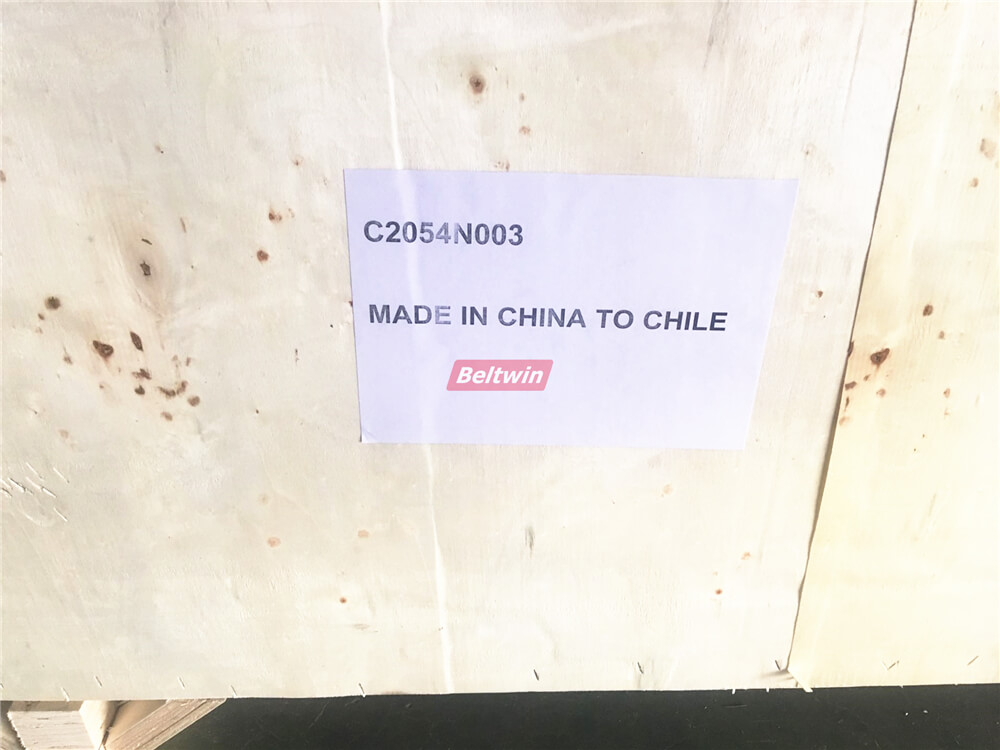 C2054N003
MADE IN CHINA TO CHILE
Beltwin